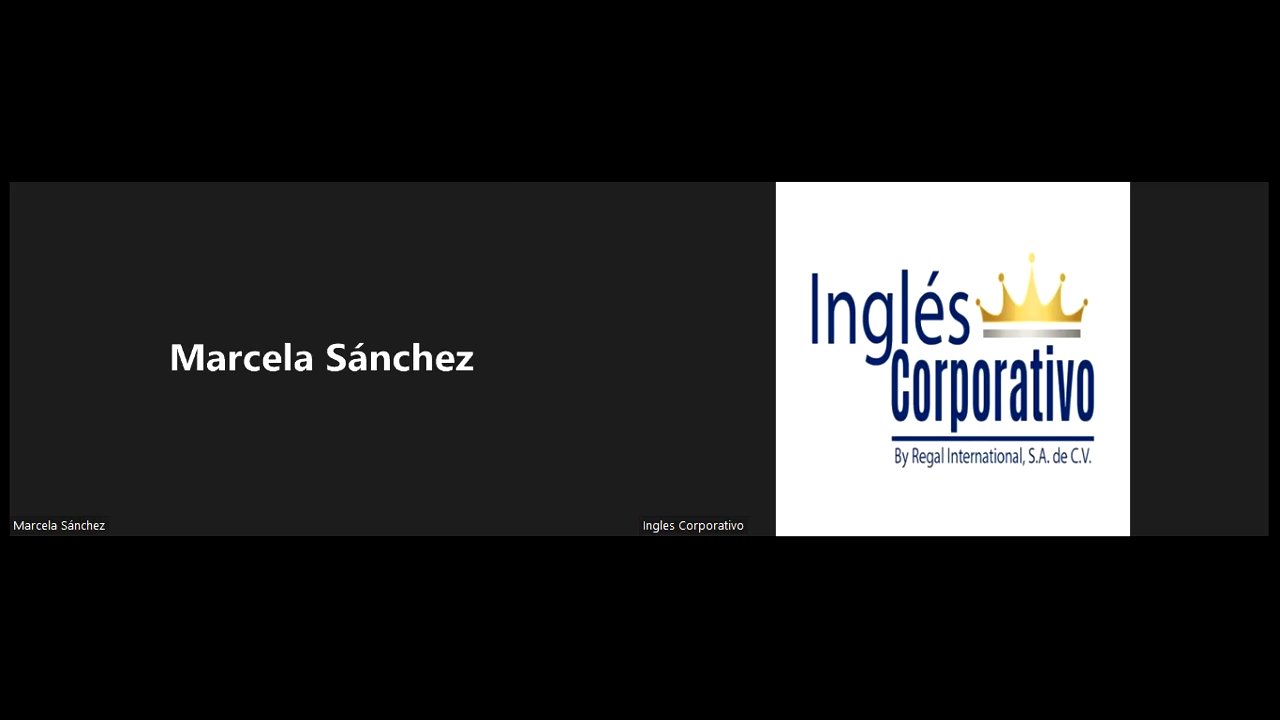 Marcela Sánchez
Marcela Sánchez
Inglés
Corporativo
By Regal International, S.A. de C.V.
Ingles Corporativo